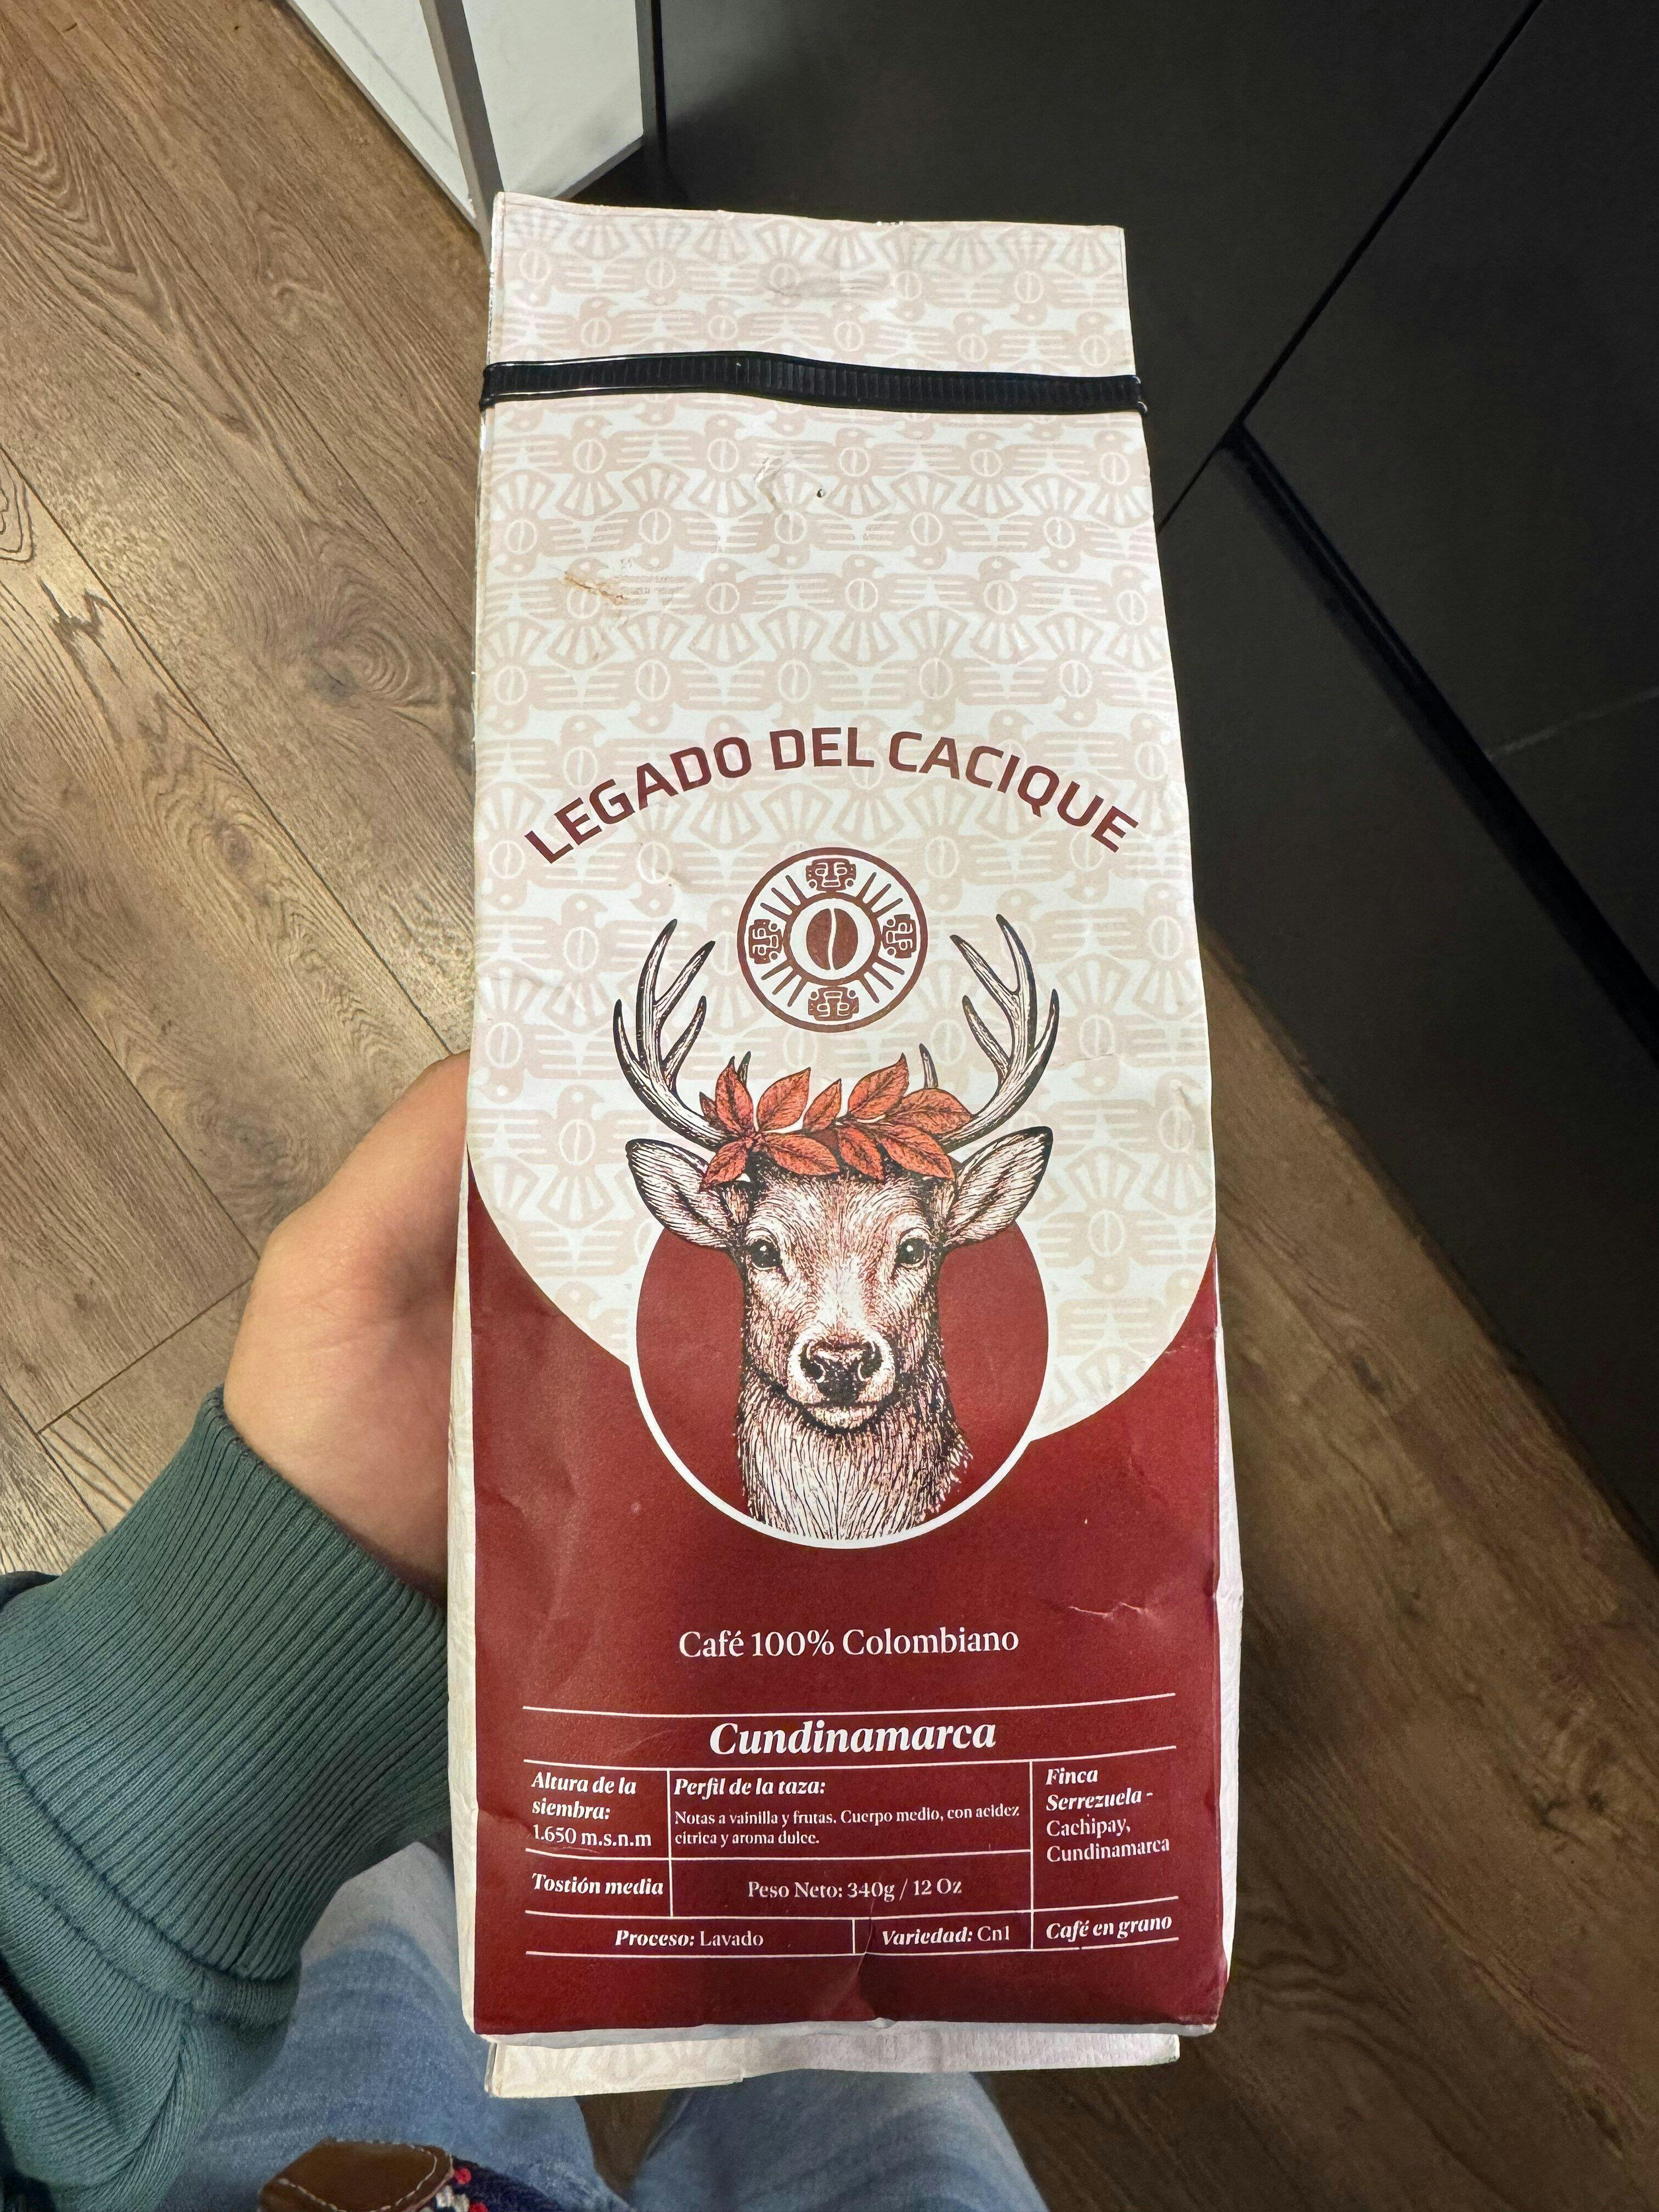 LEGADO DEL CACIQUE
Café 100% Colombiano
Cundinamarca
Altura de la
siembra:
1.650 m.s.n.m
Perfil de la taza:
Notas a vainilla y frutas. Cuerpo medio, con acidez
citrica y aroma dulce.
Finca
Serrezuela -
Cachipay,
Cundinamarca
Tostión media
Peso Neto: 340g / 12 Oz
Proceso: Lavado
Variedad: Cn1
Café en grano